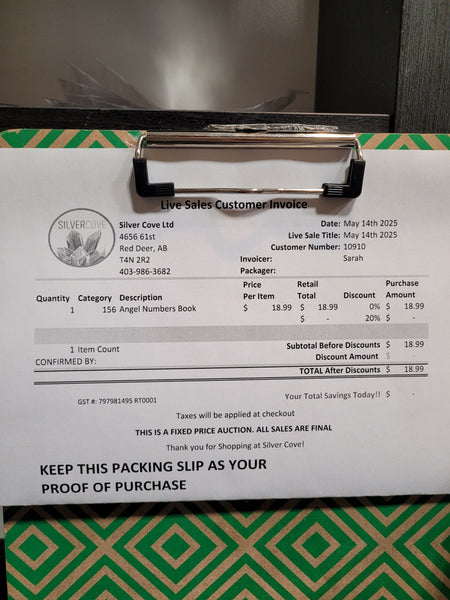 Live Sales Customer Invoice
SILVERCOVE
Silver Cove Ltd
4656 61st
Red Deer, AB
T4N 2R2
403-986-3682
Date: May 14th 2025
Live Sale Title: May 14th 2025
Customer Number: 10910
Invoicer: Sarah
Packager:
Quantity Category Description Price Per Item Retail Total Discount Purchase Amount
1 156 Angel Numbers Book $ 18.99 $ 18.99 0% $ 18.99
$ - 20% $ -
1 Item Count Subtotal Before Discounts $ 18.99
Discount Amount $ -
CONFIRMED BY:
TOTAL After Discounts $ 18.99
GST #: 797981495 RT0001 Your Total Savings Today!! $ -
Taxes will be applied at checkout
THIS IS A FIXED PRICE AUCTION. ALL SALES ARE FINAL
Thank you for Shopping at Silver Cove!
KEEP THIS PACKING SLIP AS YOUR
PROOF OF PURCHASE